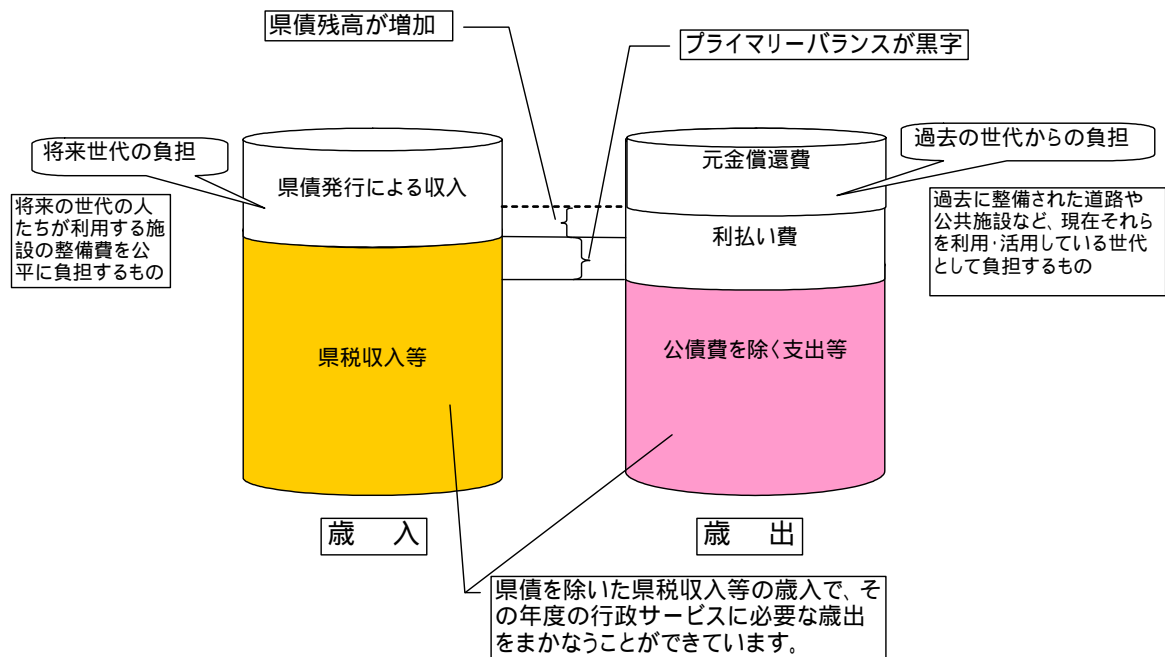 県債残高が増加
プライマリーバランスが黒字
将来世代の負担
過去の世代からの負担
県債発行による収入
元金償還費
将来の世代の人
たちが利用する施
設の整備費を公
平に負担するもの
利払い費
過去に整備された道路や
公共施設など、現在それら
を利用・活用している世代
として負担するもの
県税収入等
公債費を除く支出等
歳 入
歳 出
県債を除いた県税収入等の歳入で、そ
の年度の行政サービスに必要な歳出
をまかなうことができています。